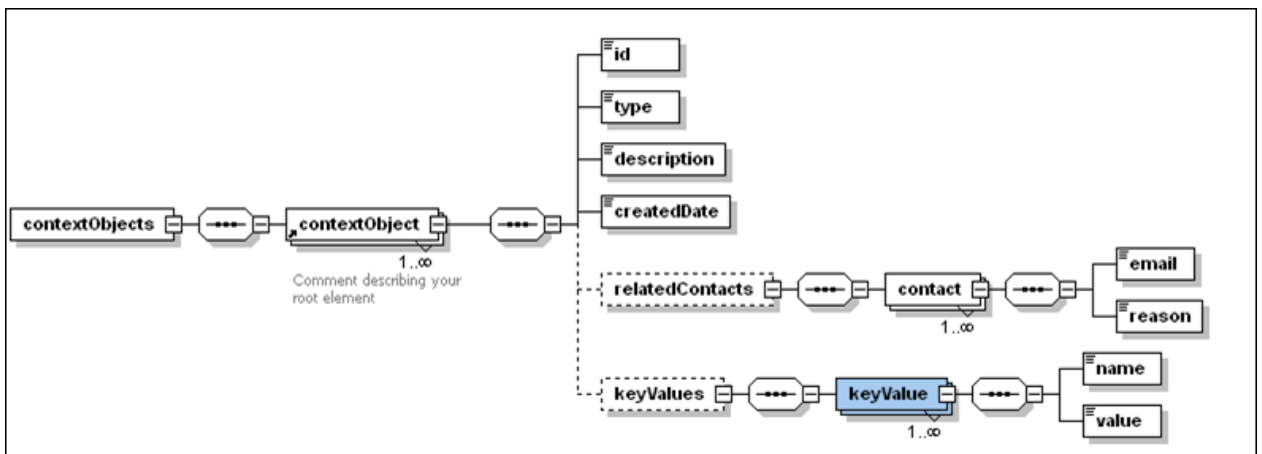 id
type
description
createdDate
contextObjects
contextObject
1..∞
Comment describing your
root element
relatedContacts
contact
1..∞
email
reason
keyValues
keyValue
1..∞
name
value